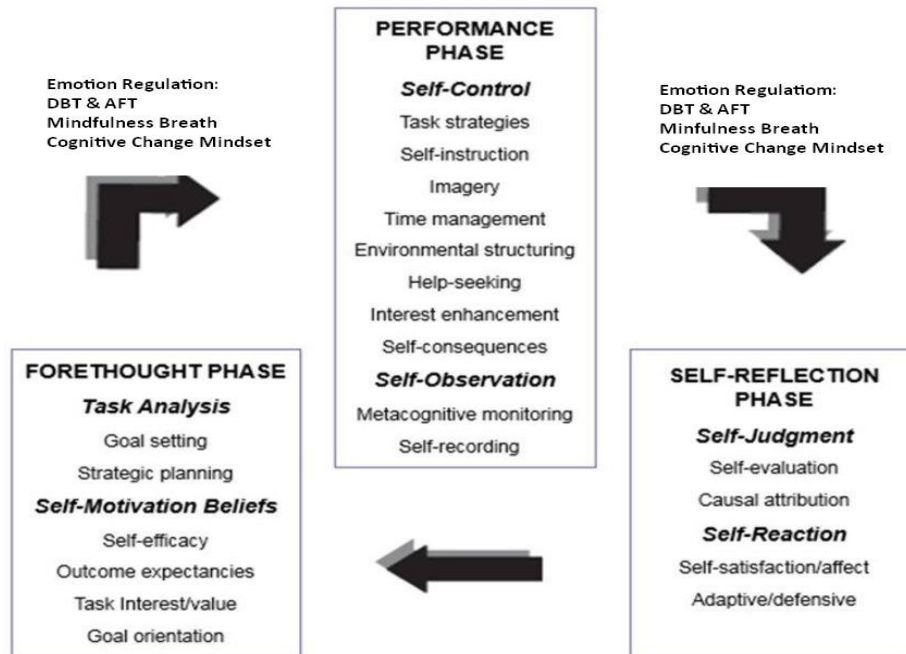 Emotion Regulation:
DBT & AFT
Mindfulness Breath
Cognitive Change Mindset
PERFORMANCE
PHASE
Self-Control
Task strategies
Self-instruction
Imagery
Time management
Environmental structuring
Help-seeking
Interest enhancement
Self-consequences
Self-Observation
Metacognitive monitoring
Self-recording
Emotion Regulatiom:
DBT & AFT
Minfulness Breath
Cognitive Change Mindset
FORETHOUGHT PHASE
Task Analysis
Goal setting
Strategic planning
Self-Motivation Beliefs
Self-efficacy
Outcome expectancies
Task Interest/value
Goal orientation
SELF-REFLECTION
PHASE
Self-Judgment
Self-evaluation
Causal attribution
Self-Reaction
Self-satisfaction/affect
Adaptive/defensive